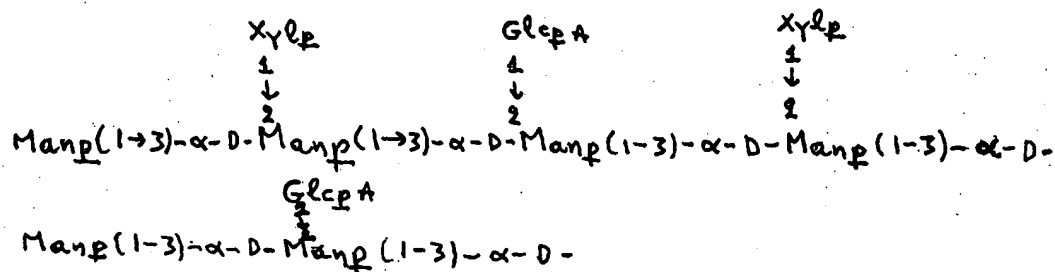 Xylp GlcpA Xylp
1 1 1
↓ ↓ ↓
2 2 2
Manp(1→3)-α-D-Manp(1→3)-α-D-Manp(1-3)-α-D-Manp(1-3)-α-D-
GlcpA
Manp(1-3)-α-D-Manp(1-3)-α-D-